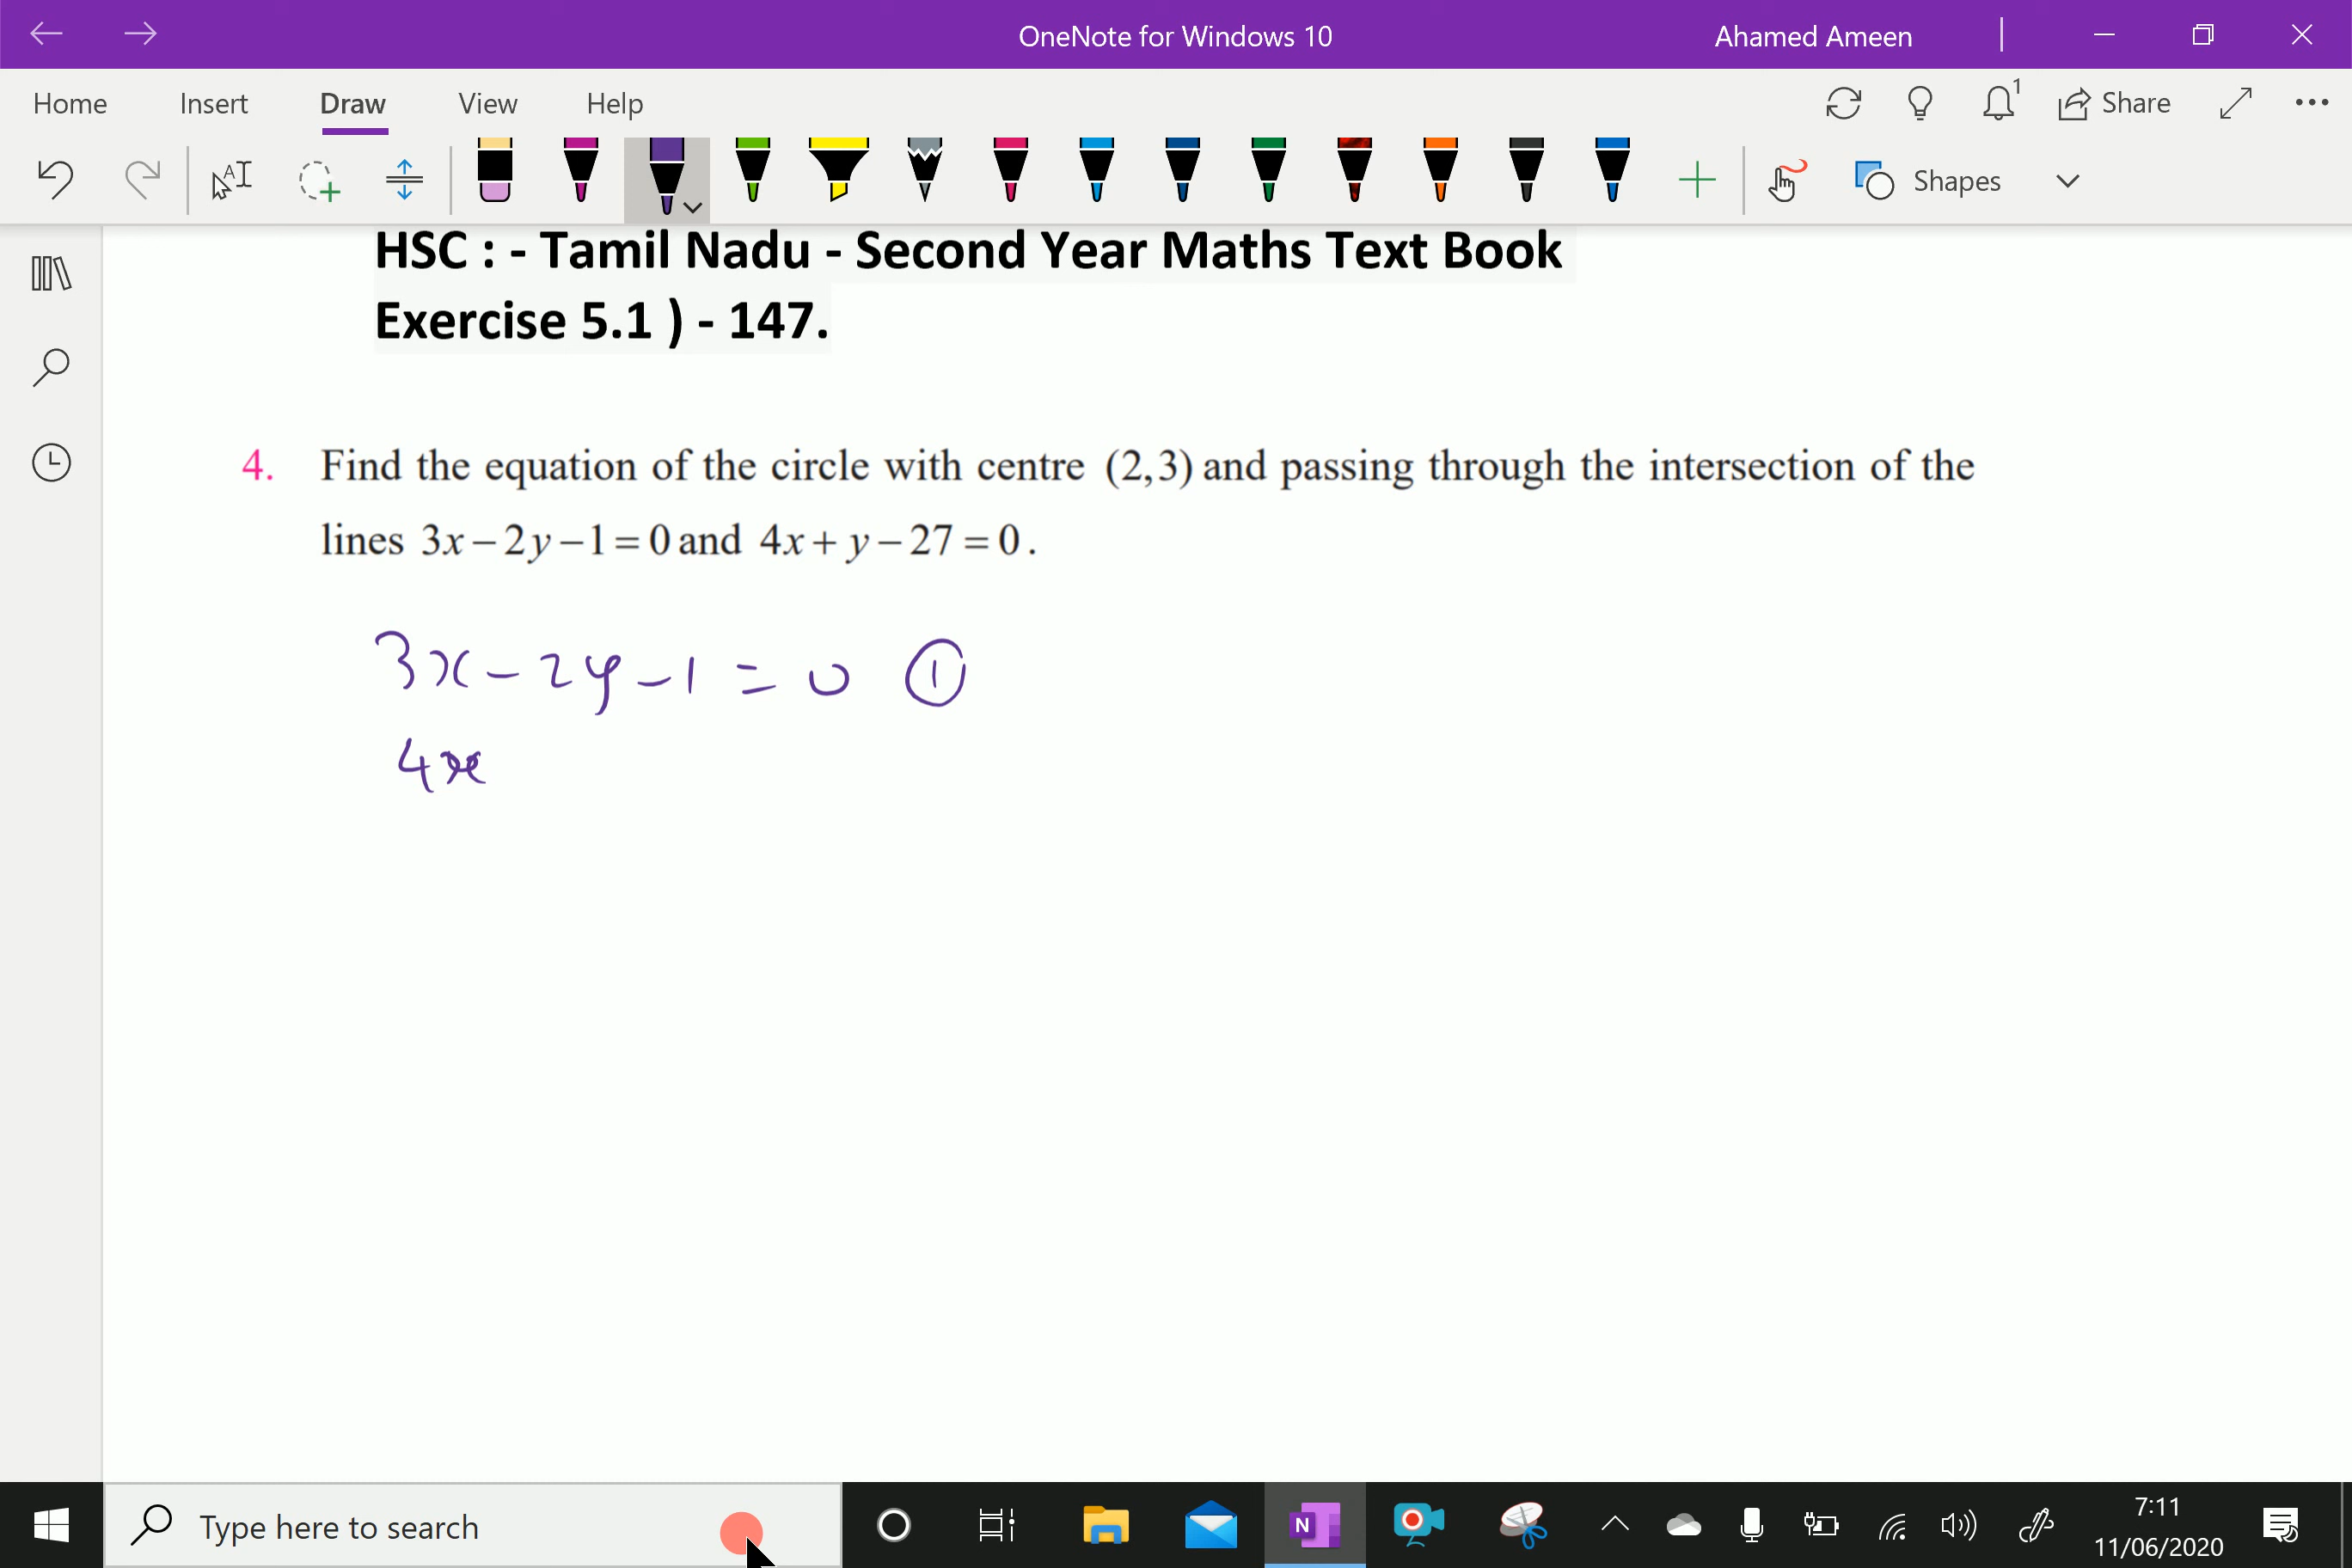 OneNote for Windows 10
Ahamed Ameen
Home Insert Draw View Help
1 Share
AI Shapes
HSC : - Tamil Nadu - Second Year Maths Text Book
Exercise 5.1 ) - 147.
4. Find the equation of the circle with centre (2,3) and passing through the intersection of the
lines 3x − 2y − 1 = 0 and 4x + y − 27 = 0.
3x - 2y - 1 = 0 ①
4x
Type here to search
N
7:11
11/06/2020